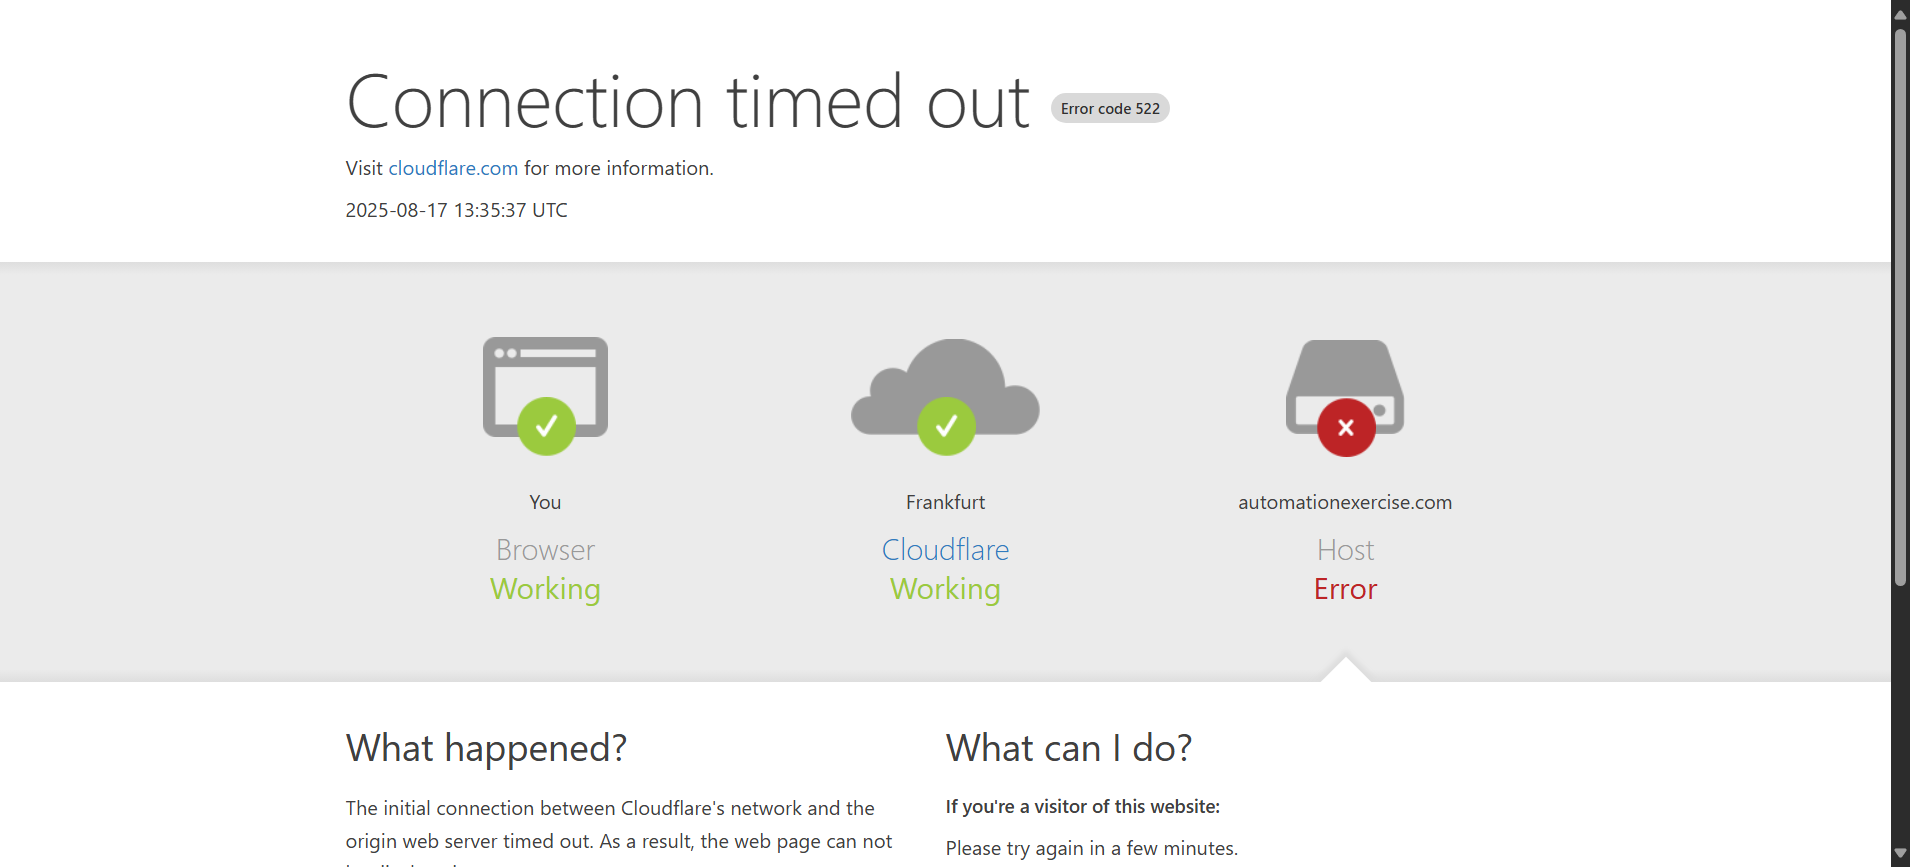 Connection timed out Error code 522
Visit cloudflare.com for more information.
2025-08-17 13:35:37 UTC
You
Browser
Working
Frankfurt
Cloudflare
Working
automationexercise.com
Host
Error
What happened?
The initial connection between Cloudflare's network and the
origin web server timed out. As a result, the web page can not
What can I do?
If you're a visitor of this website:
Please try again in a few minutes.